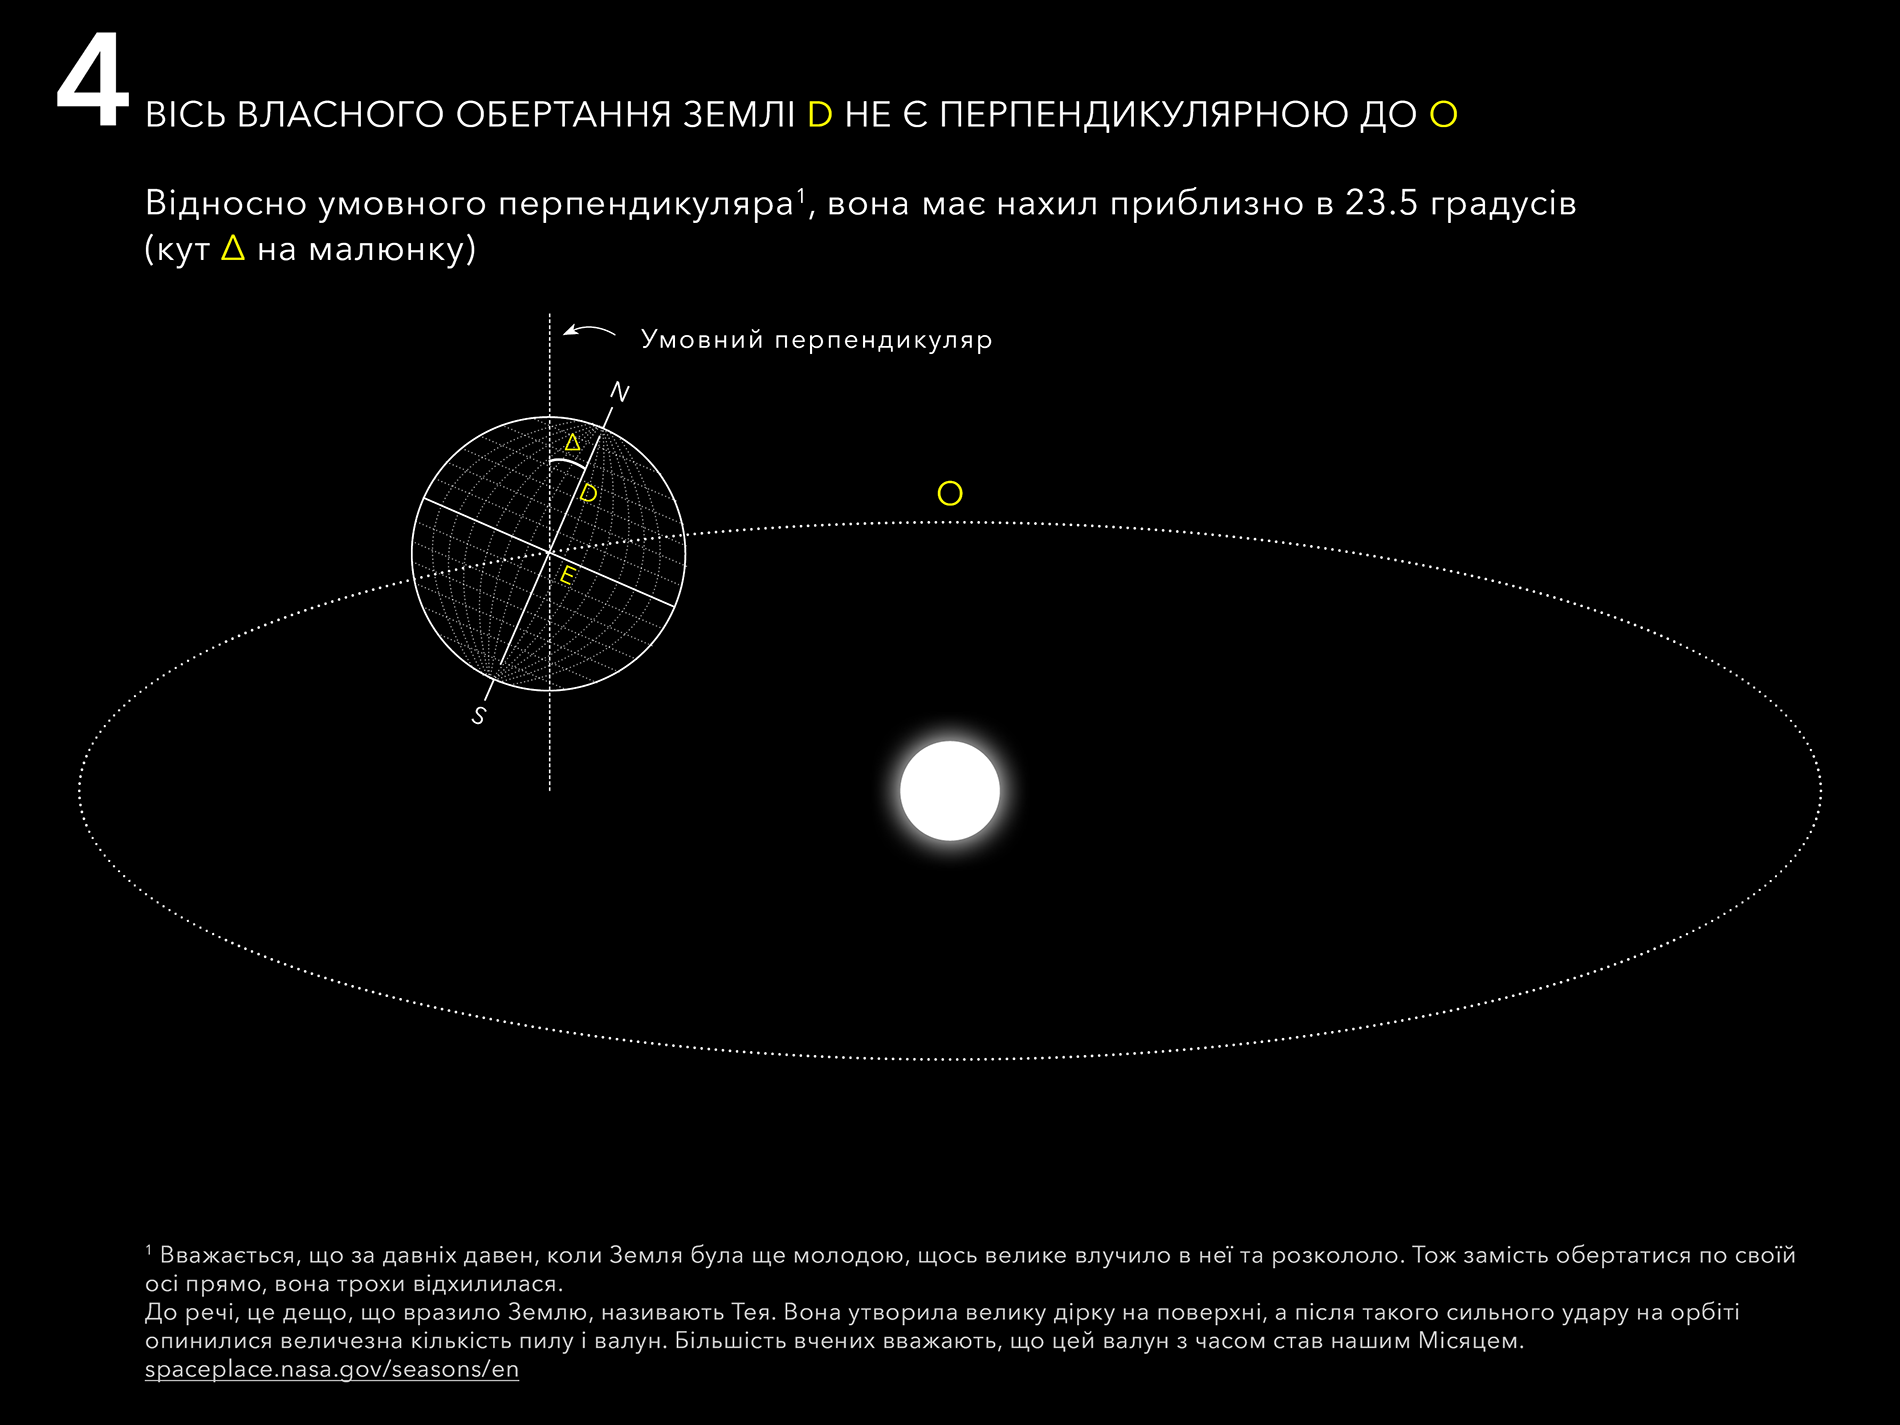 4
ВІСЬ ВЛАСНОГО ОБЕРТАННЯ ЗЕМЛІ D НЕ Є ПЕРПЕНДИКУЛЯРНОЮ ДО O
Відносно умовного перпендикуляра¹, вона має нахил приблизно в 23.5 градусів
(кут Δ на малюнку)
Умовний перпендикуляр
N
Δ
D
O
E
S
¹ Вважається, що за давніх давен, коли Земля була ще молодою, щось велике влучило в неї та розкололо. Тож замість обертатися по своїй
осі прямо, вона трохи відхилилася.
До речі, це дещо, що вразило Землю, називають Тея. Вона утворила велику дірку на поверхні, а після такого сильного удару на орбіті
опинилися величезна кількість пилу і валун. Більшість вчених вважають, що цей валун з часом став нашим Місяцем.
spaceplace.nasa.gov/seasons/en